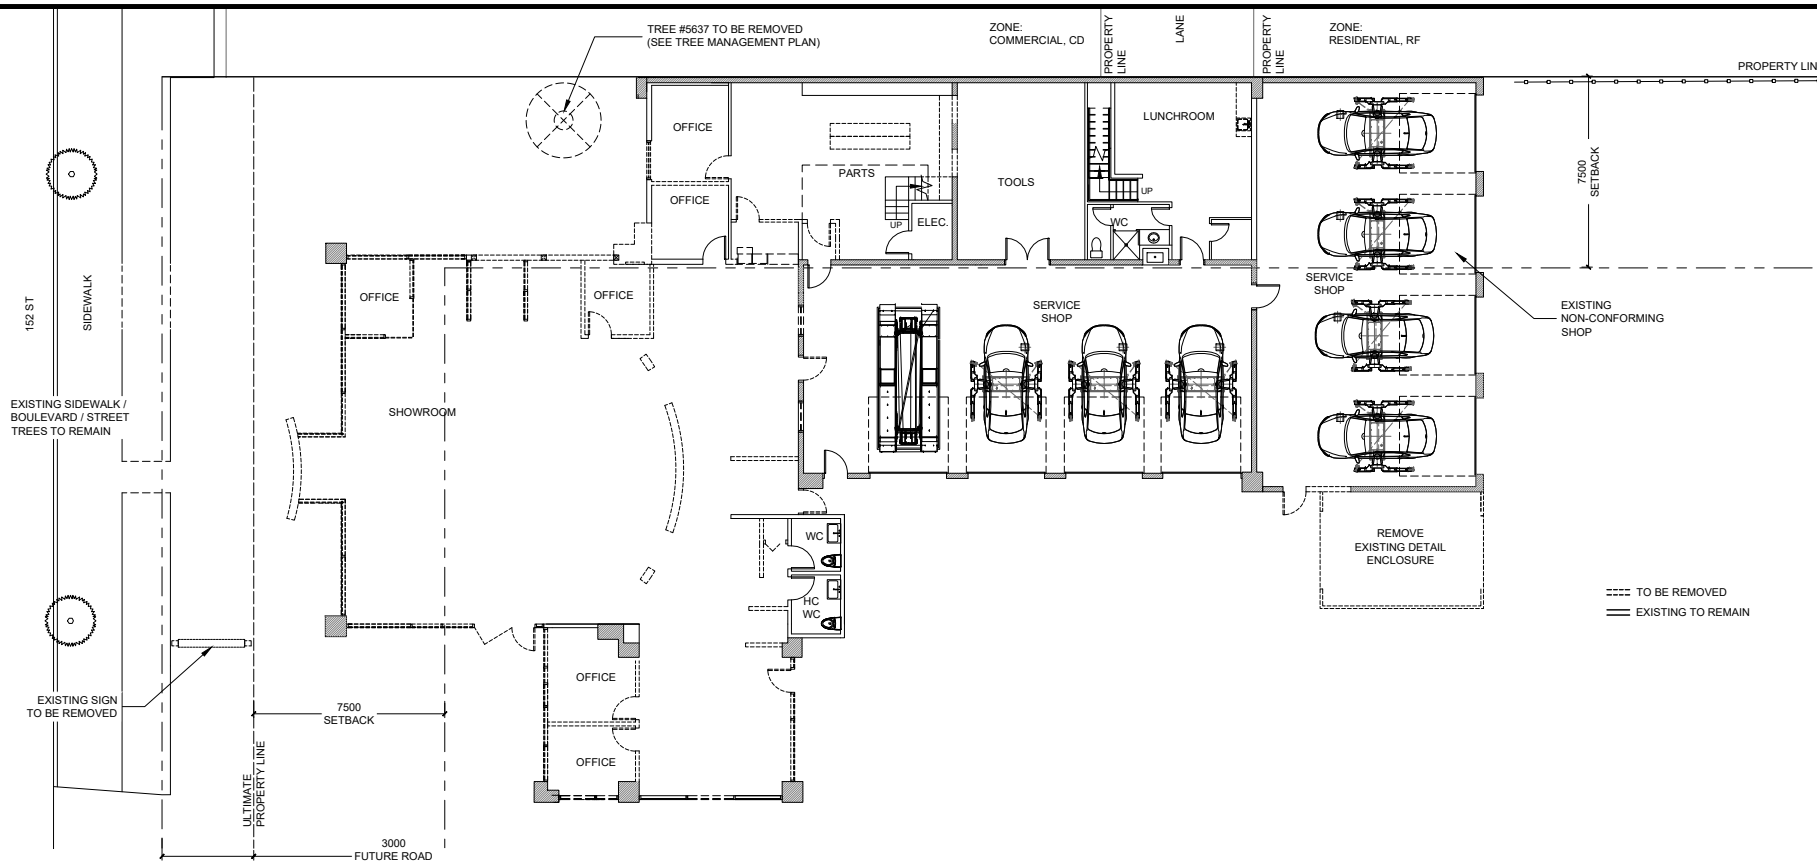 TREE #5637 TO BE REMOVED
(SEE TREE MANAGEMENT PLAN)
ZONE:
COMMERCIAL, CD
PROPERTY
LINE
LANE
PROPERTY
LINE
ZONE:
RESIDENTIAL, RF
PROPERTY LIN
OFFICE
OFFICE
PARTS
UP
ELEC.
TOOLS
LUNCHROOM
UP
WC
7500
SETBACK
152 ST
SIDEWALK
OFFICE
OFFICE
SERVICE
SHOP
SERVICE
SHOP
EXISTING
NON-CONFORMING
SHOP
EXISTING SIDEWALK /
BOULEVARD / STREET
TREES TO REMAIN
SHOWROOM
WC
HC
WC
REMOVE
EXISTING DETAIL
ENCLOSURE
TO BE REMOVED
EXISTING TO REMAIN
EXISTING SIGN
TO BE REMOVED
7500
SETBACK
OFFICE
OFFICE
ULTIMATE
PROPERTY LINE
3000
FUTURE ROAD